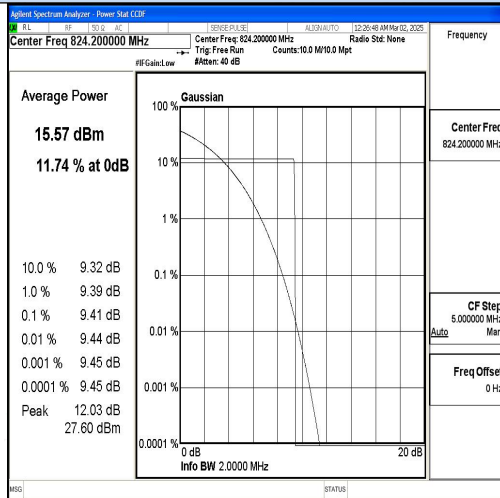 Agilent Spectrum Analyzer - Power Stat CCDF
RL RF 50 Ω AC SENSE:PULSE ALIGNAUTO 12:26:48 AM Mar 02, 2025
Center Freq 824.200000 MHz
Center Freq: 824.200000 MHz Radio Std: None
Trig: Free Run Counts:10.0 M/10.0 Mpt
#IFGain:Low #Atten: 40 dB
Frequency
Average Power
15.57 dBm
11.74 % at 0dB
10.0 % 9.32 dB
1.0 % 9.39 dB
0.1 % 9.41 dB
0.01 % 9.44 dB
0.001 % 9.45 dB
0.0001 % 9.45 dB
Peak 12.03 dB
27.60 dBm
Gaussian
100 %
10 %
1 %
0.1 %
0.01 %
0.001 %
0.0001 %
0 dB 20 dB
Info BW 2.0000 MHz
Center Freq
824.200000 MHz
CF Step
5.000000 MHz
Auto Man
Freq Offset
0 Hz
MSG STATUS